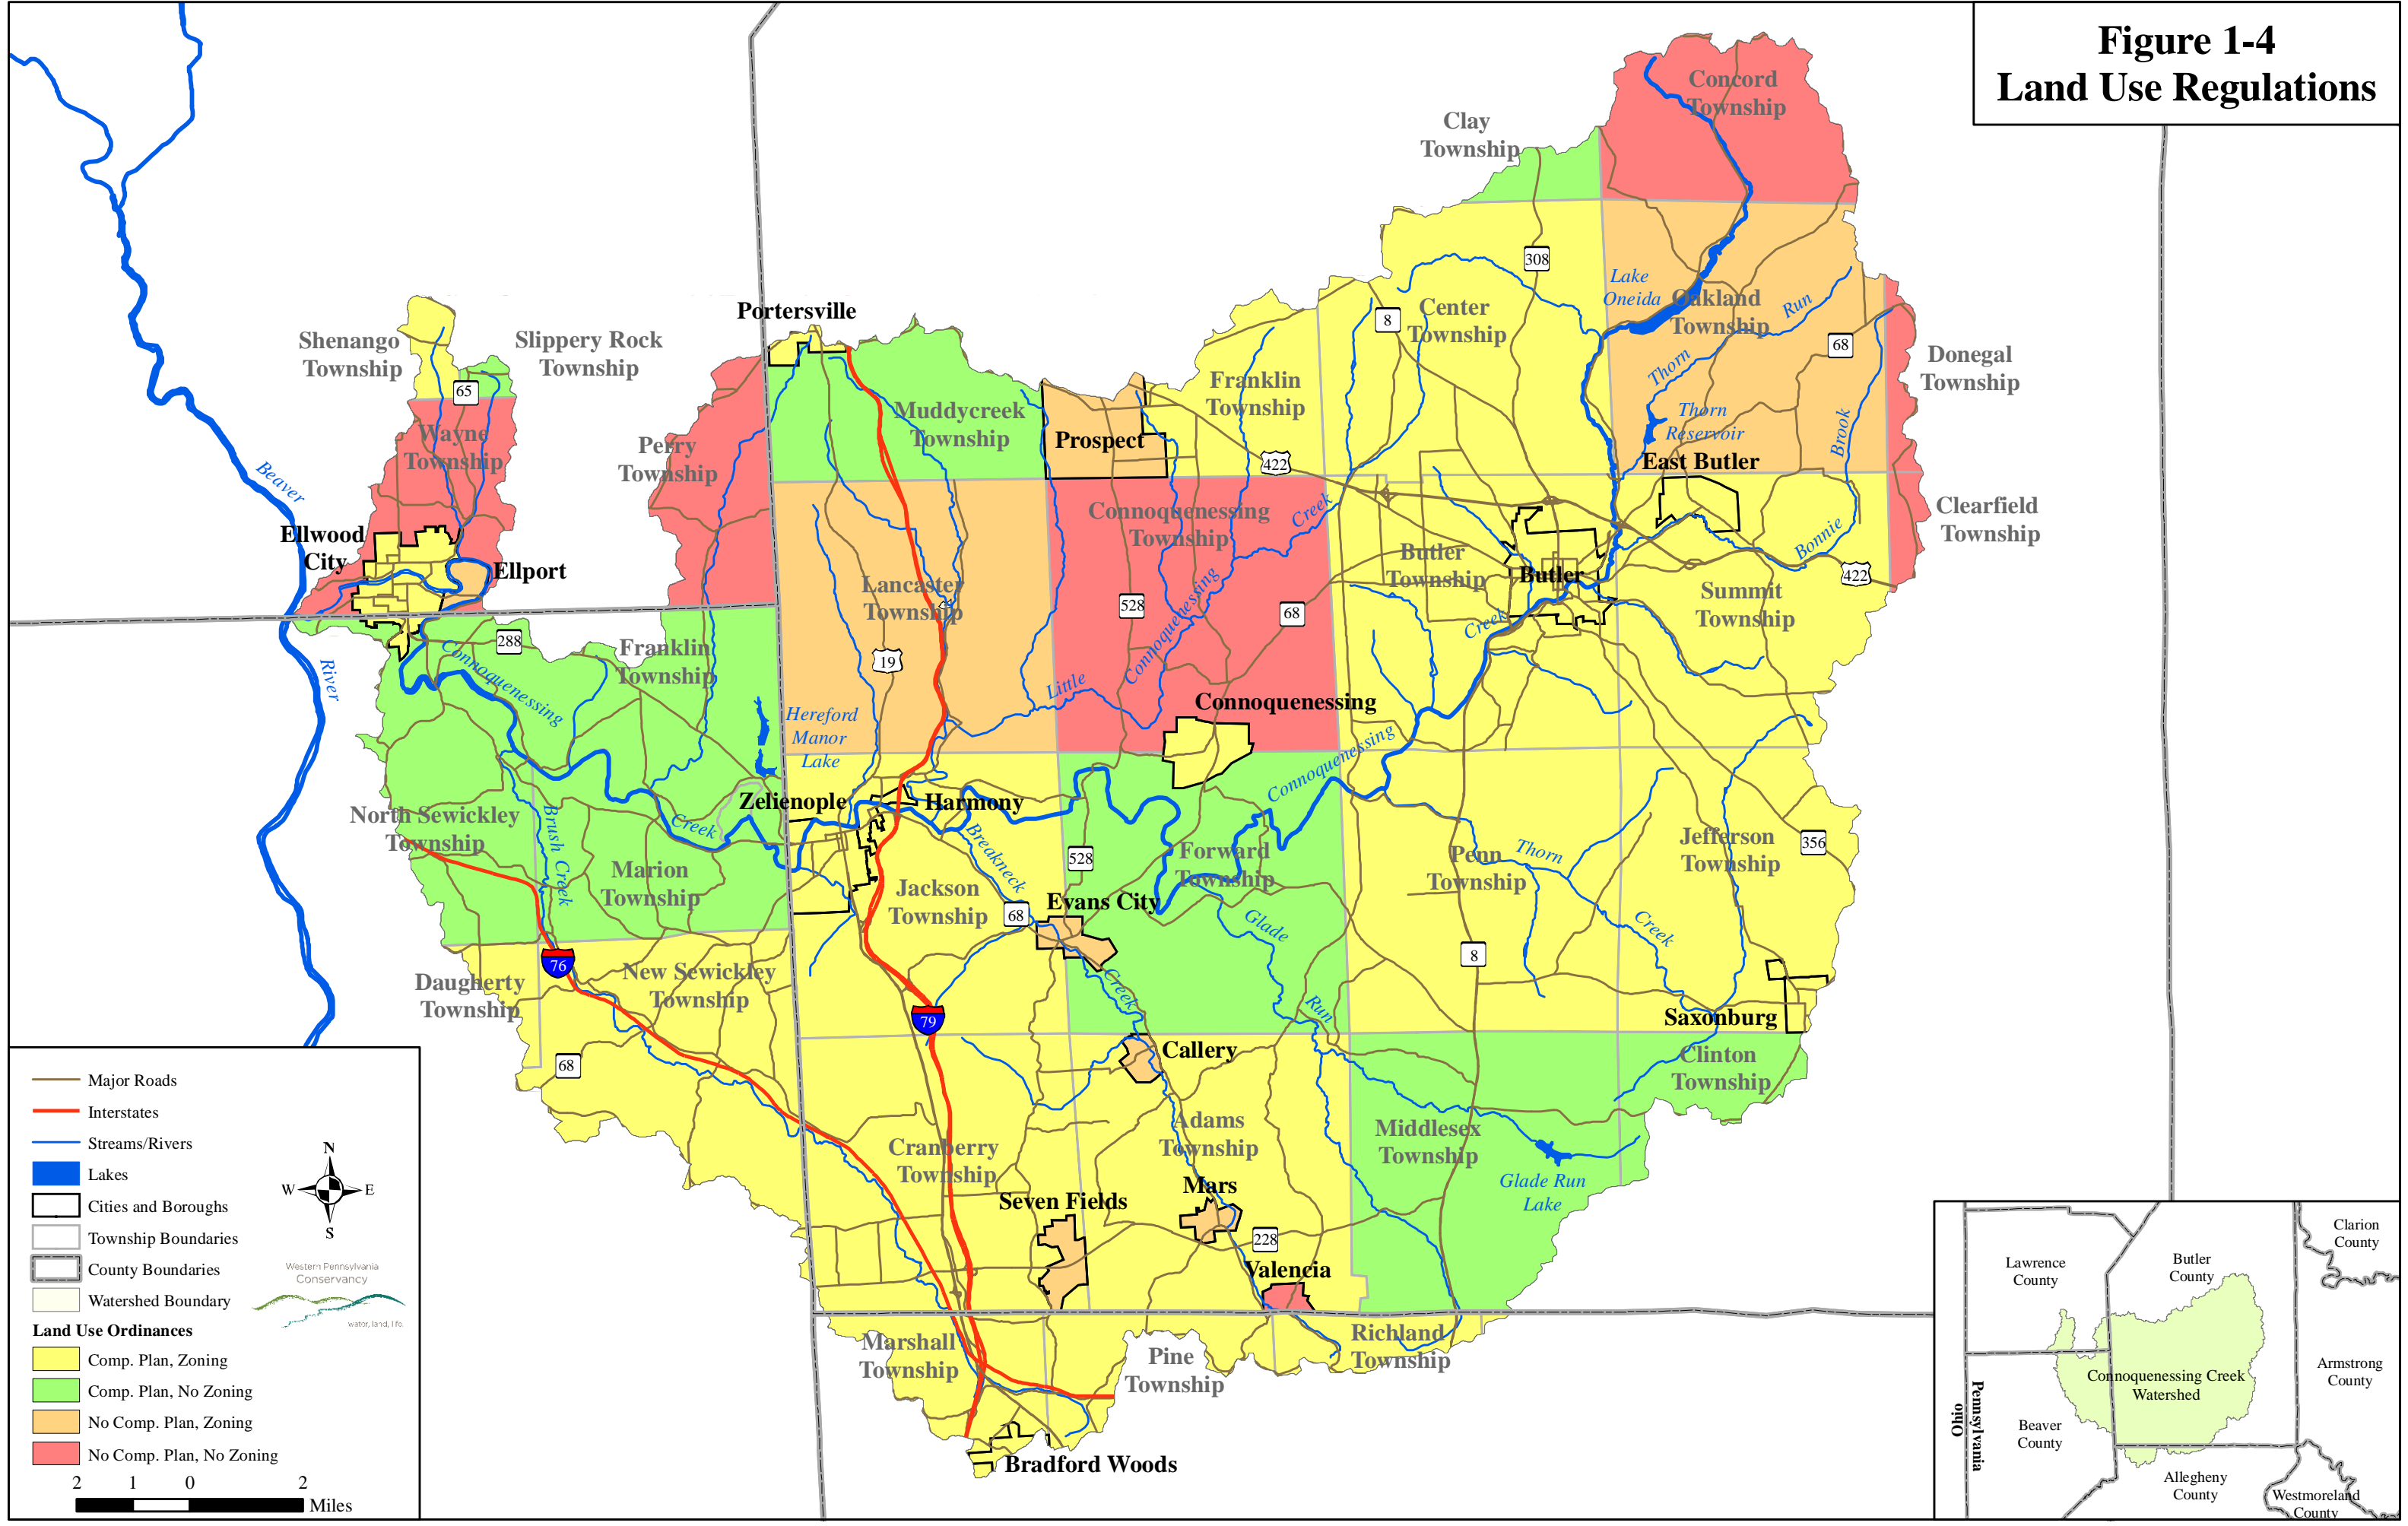 Figure 1-4
Land Use Regulations
Concord
Township
Clay
Township
308
Lake
Oneida
Oakland
Township
Run
Thorn
68
Center
Township
8
Portersville
Shenango
Township
Slippery Rock
Township
65
Donegal
Township
Franklin
Township
Muddycreek
Township
Prospect
Thorn
Reservoir
Brook
Wayne
Township
Perry
Township
422
East Butler
Beaver
Connoquenessing
Township
Creek
Clearfield
Township
Ellwood
City
Ellport
Bonnie
Butler
Township
Butler
422
Lancaster
Township
Summit
Township
528
68
Connoquenessing
Creek
288
Franklin
Township
19
River
Connoquenessing
Little
Connoquenessing
Hereford
Manor
Lake
Connoquenessing
Zelienople
Harmony
North Sewickley
Township
Brush Creek
Creek
Breakneck
528
Forward
Township
Penn
Township
Thorn
Jefferson
Township
356
Marion
Township
Jackson
Township
68
Evans City
Glade
Creek
8
76
Daugherty
Township
New Sewickley
Township
Creek
Run
79
Saxonburg
68
Callery
Clinton
Township
Adams
Township
Middlesex
Township
Cranberry
Township
Glade Run
Lake
Seven Fields
Mars
228
Valencia
Marshall
Township
Pine
Township
Richland
Township
Bradford Woods
Major Roads
Interstates
Streams/Rivers
Lakes
Cities and Boroughs
Township Boundaries
County Boundaries
Watershed Boundary
Land Use Ordinances
Comp. Plan, Zoning
Comp. Plan, No Zoning
No Comp. Plan, Zoning
No Comp. Plan, No Zoning
2 1 0 2
Miles
N
W E
S
Western Pennsylvania
Conservancy
water, land, life.
Lawrence
County
Butler
County
Clarion
County
Connoquenessing Creek
Watershed
Armstrong
County
Ohio
Pennsylvania
Beaver
County
Allegheny
County
Westmoreland
County